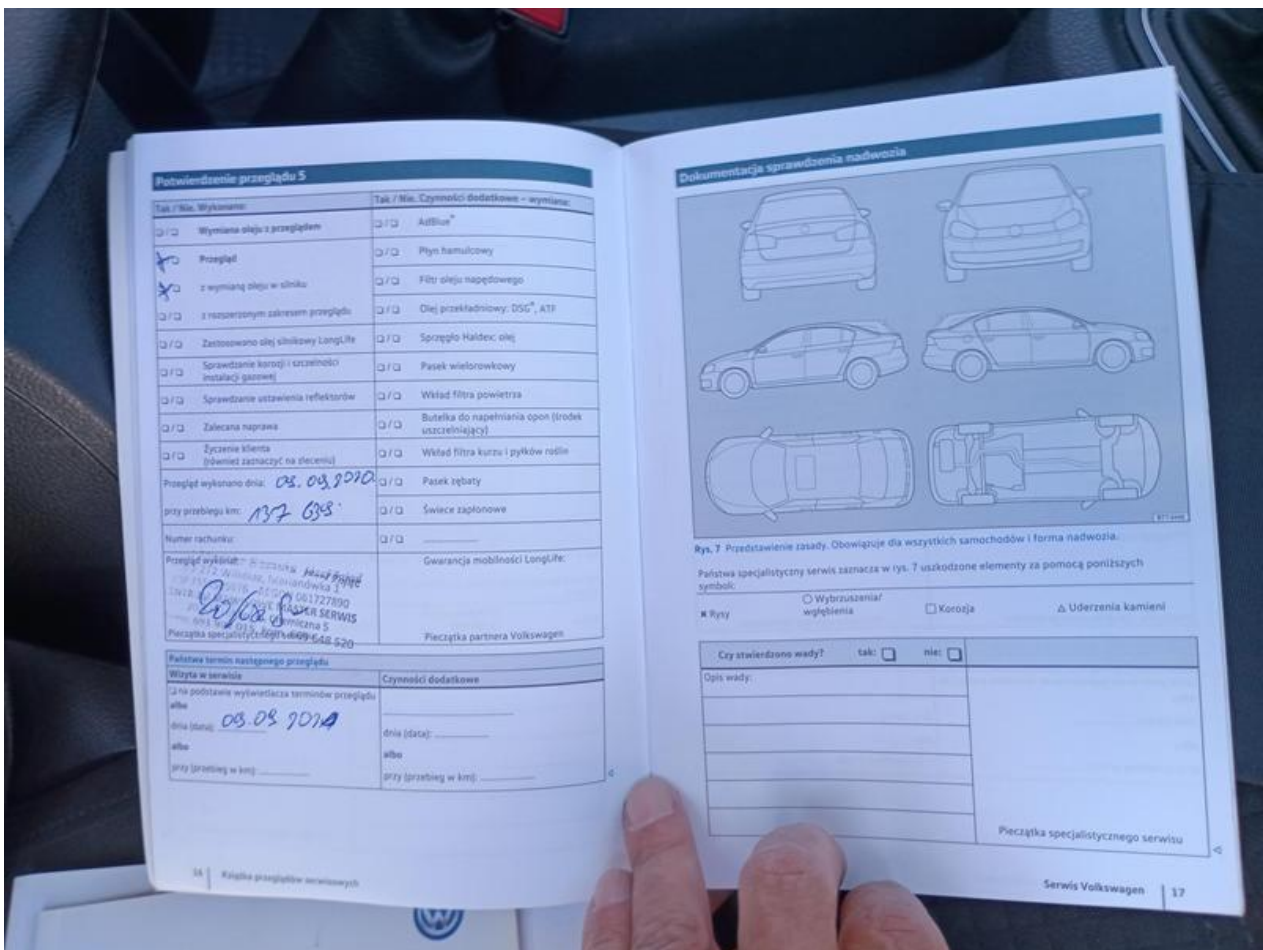 Potwierdzenie przeglądu 5
Tak / Nie. Wykonano:
❏ / ❏ Wymiana oleju z przeglądem
Przegląd
z wymianą oleju w silniku
❏ / ❏ z rozszerzonym zakresem przeglądu
❏ / ❏ Zastosowano olej silnikowy LongLife
❏ / ❏ Sprawdzanie korozji i szczelności
instalacji gazowej
❏ / ❏ Sprawdzanie ustawienia reflektorów
❏ / ❏ Zalecana naprawa
❏ / ❏ Życzenie klienta
(również zaznaczyć na zleceniu)
Przegląd wykonano dnia: 09.09.2020
przy przebiegu km: 137 639
Numer rachunku:
Przegląd wykonał:
061727890
MASTER SERWIS
669 648 520
Pieczątka specjalistycznego
Tak / Nie. Czynności dodatkowe – wymiana:
❏ / ❏ AdBlue®
❏ / ❏ Płyn hamulcowy
❏ / ❏ Filtr oleju napędowego
❏ / ❏ Olej przekładniowy: DSG®, ATF
❏ / ❏ Sprzęgło Haldex: olej
❏ / ❏ Pasek wielorowkowy
❏ / ❏ Wkład filtra powietrza
❏ / ❏ Butelka do napełniania opon (środek
uszczelniający)
❏ / ❏ Wkład filtra kurzu i pyłków roślin
❏ / ❏ Pasek zębaty
❏ / ❏ Świece zapłonowe
❏ / ❏
Gwarancja mobilności LongLife:
Pieczątka partnera Volkswagen
Państwa termin następnego przeglądu
Wizyta w serwisie
❏ na podstawie wyświetlacza terminów przeglądu
albo
dnia (data): 09.09.2021
albo
przy (przebieg w km):
Czynności dodatkowe
dnia (data):
albo
przy (przebieg w km):
16 | Książka przeglądów serwisowych
Dokumentacja sprawdzenia nadwozia
Rys. 7 Przedstawienie zasady. Obowiązuje dla wszystkich samochodów i forma nadwozia.
Państwa specjalistyczny serwis zaznacza w rys. 7 uszkodzone elementy za pomocą poniższych
symboli:
✖ Rysy
○ Wybrzuszenia/
wgłębienia
☐ Korozja
△ Uderzenia kamieni
Czy stwierdzono wady? tak: ❏ nie: ❏
Opis wady:
Pieczątka specjalistycznego serwisu
Serwis Volkswagen | 17